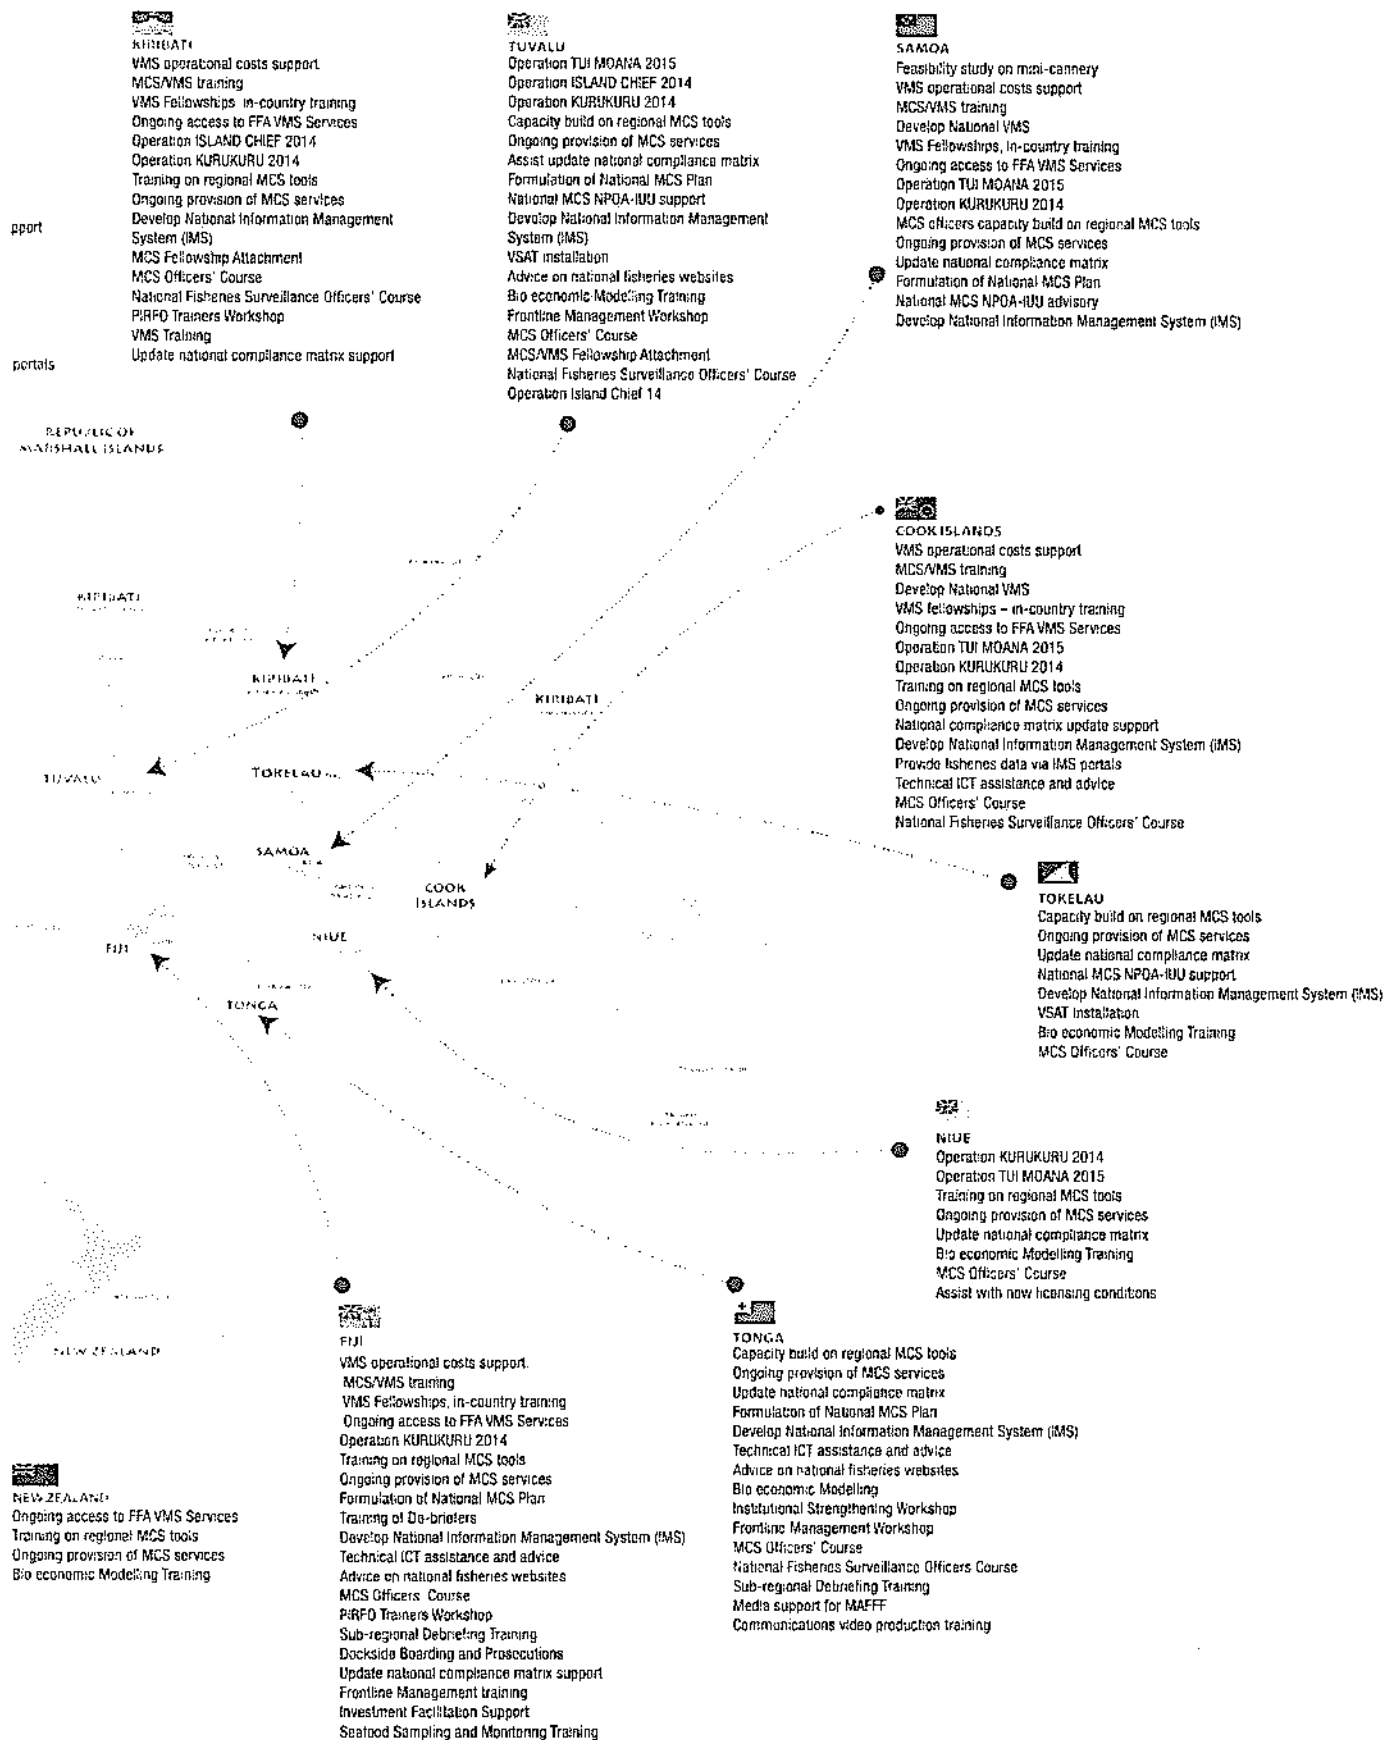 KIRIBATI
VMS operational costs support
MCS/VMS training
VMS Fellowships in-country training
Ongoing access to FFA VMS Services
Operation ISLAND CHIEF 2014
Operation KURUKURU 2014
Training on regional MCS tools
Ongoing provision of MCS services
Develop National Information Management
System (IMS)
MCS Fellowship Attachment
MCS Officers' Course
National Fisheries Surveillance Officers' Course
PIRFO Trainers Workshop
VMS Training
Update national compliance matrix support
TUVALU
Operation TUI MOANA 2015
Operation ISLAND CHIEF 2014
Operation KURUKURU 2014
Capacity build on regional MCS tools
Ongoing provision of MCS services
Assist update national compliance matrix
Formulation of National MCS Plan
National MCS NPOA-IUU support
Develop National Information Management
System (IMS)
VSAT installation
Advice on national fisheries websites
Bio economic Modelling Training
Frontline Management Workshop
MCS Officers' Course
MCS/VMS Fellowship Attachment
National Fisheries Surveillance Officers' Course
Operation Island Chief 14
SAMOA
Feasibility study on mini-cannery
VMS operational costs support
MCS/VMS training
Develop National VMS
VMS Fellowships, in-country training
Ongoing access to FFA VMS Services
Operation TUI MOANA 2015
Operation KURUKURU 2014
MCS officers capacity build on regional MCS tools
Ongoing provision of MCS services
Update national compliance matrix
Formulation of National MCS Plan
National MCS NPOA-IUU advisory
Develop National Information Management System (IMS)
pport
portals
REPUBLIC OF
MARSHALL ISLANDS
COOK ISLANDS
VMS operational costs support
MCS/VMS training
Develop National VMS
VMS fellowships – in-country training
Ongoing access to FFA VMS Services
Operation TUI MOANA 2015
Operation KURUKURU 2014
Training on regional MCS tools
Ongoing provision of MCS services
National compliance matrix update support
Develop National Information Management System (IMS)
Provide fisheries data via IMS portals
Technical ICT assistance and advice
MCS Officers' Course
National Fisheries Surveillance Officers' Course
KIRIBATI
KIRIBATI
KIRIBATI
TUVALU
TOKELAU
SAMOA
COOK
ISLANDS
NIUE
FIJI
TONGA
TOKELAU
Capacity build on regional MCS tools
Ongoing provision of MCS services
Update national compliance matrix
National MCS NPOA-IUU support
Develop National Information Management System (IMS)
VSAT Installation
Bio economic Modelling Training
MCS Officers' Course
NIUE
Operation KURUKURU 2014
Operation TUI MOANA 2015
Training on regional MCS tools
Ongoing provision of MCS services
Update national compliance matrix
Bio economic Modelling Training
MCS Officers' Course
Assist with new licensing conditions
NEW ZEALAND
FIJI
VMS operational costs support.
MCS/VMS training
VMS Fellowships, in-country training
Ongoing access to FFA VMS Services
Operation KURUKURU 2014
Training on regional MCS tools
Ongoing provision of MCS services
Formulation of National MCS Plan
Training of De-briefers
Develop National Information Management System (IMS)
Technical ICT assistance and advice
Advice on national fisheries websites
MCS Officers Course
PIRFO Trainers Workshop
Sub-regional Debriefing Training
Dockside Boarding and Prosecutions
Update national compliance matrix support
Frontline Management training
Investment Facilitation Support
Seafood Sampling and Monitoring Training
TONGA
Capacity build on regional MCS tools
Ongoing provision of MCS services
Update national compliance matrix
Formulation of National MCS Plan
Develop National Information Management System (IMS)
Technical ICT assistance and advice
Advice on national fisheries websites
Bio economic Modelling
Institutional Strengthening Workshop
Frontline Management Workshop
MCS Officers' Course
National Fisheries Surveillance Officers Course
Sub-regional Debriefing Training
Media support for MAFFF
Communications video production training
NEW ZEALAND
Ongoing access to FFA VMS Services
Training on regional MCS tools
Ongoing provision of MCS services
Bio economic Modelling Training